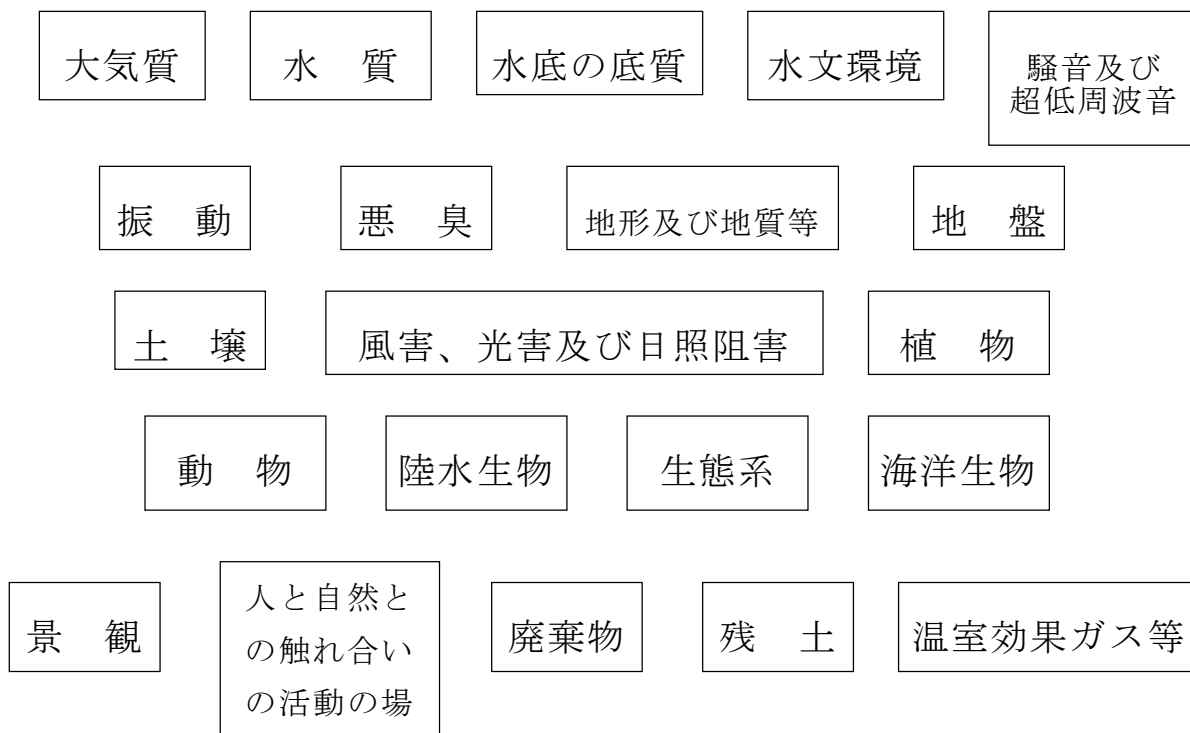 大気質
水 質
水底の底質
水文環境
騒音及び
超低周波音
振 動
悪 臭
地形及び地質等
地 盤
土 壌
風害、光害及び日照阻害
植 物
動 物
陸水生物
生態系
海洋生物
景 観
人と自然と
の触れ合い
の活動の場
廃棄物
残 土
温室効果ガス等